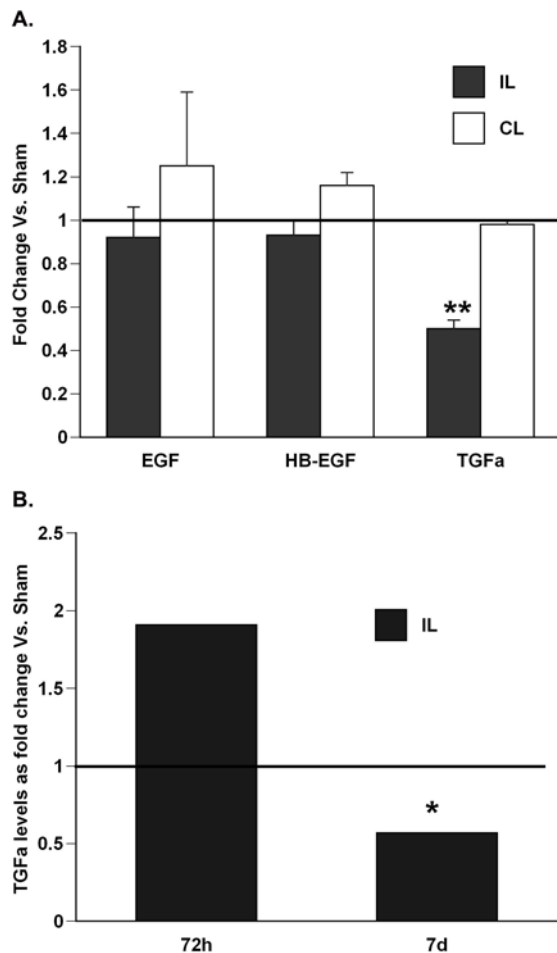 A.
1.8
1.6
1.4
1.2
1
0.8
0.6
0.4
0.2
0
Fold Change Vs. Sham
IL
CL
**
EGF HB-EGF TGFa
B.
2.5
2
1.5
1
0.5
0
TGFa levels as fold change Vs. Sham
IL
*
72h 7d